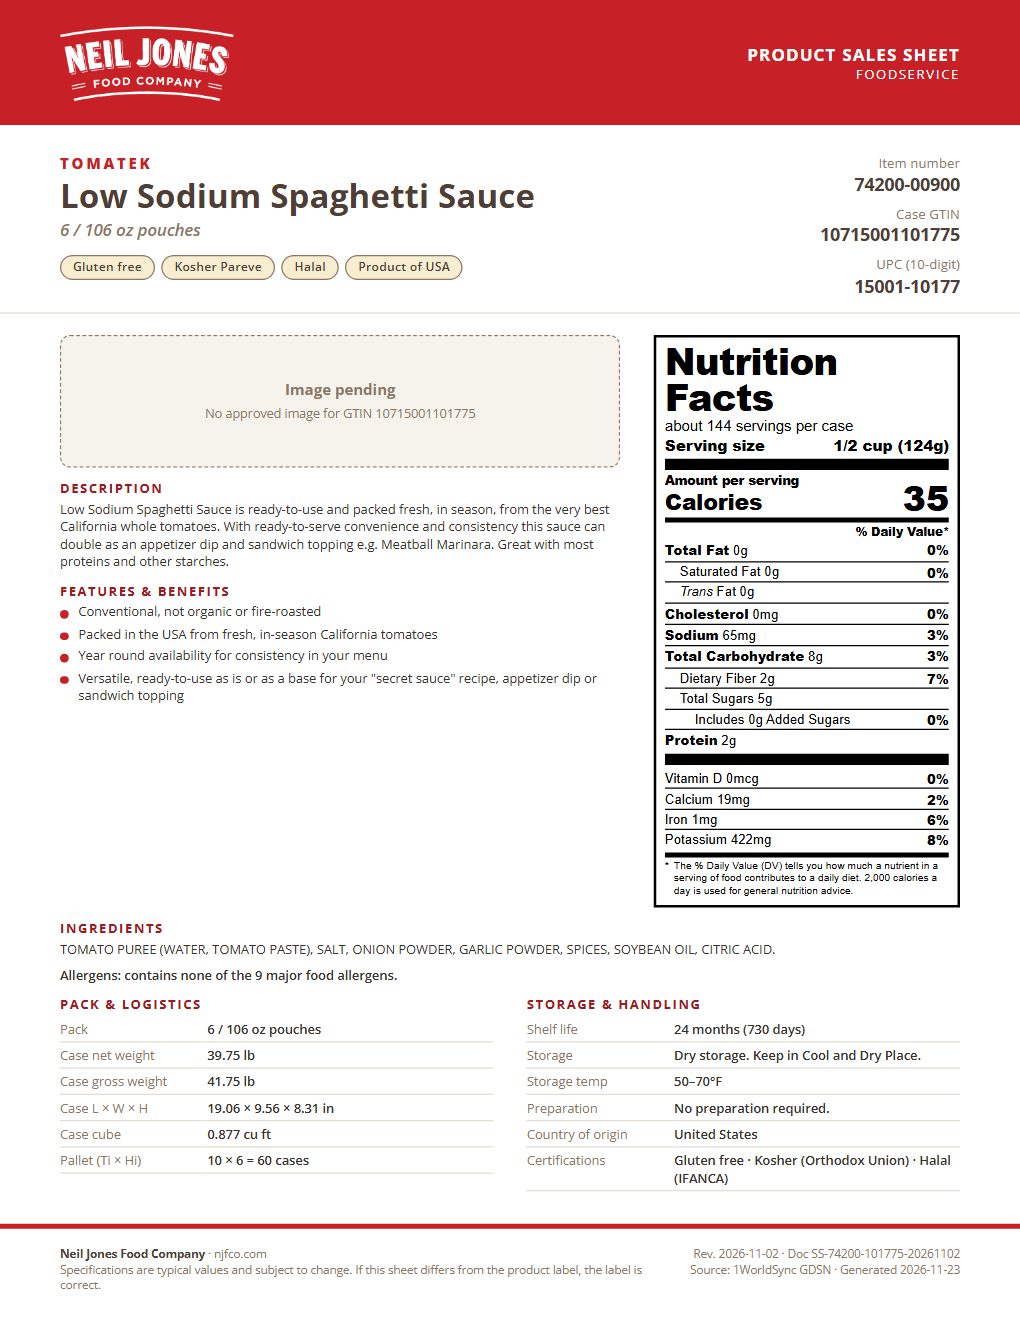 NEIL JONES
FOOD COMPANY
PRODUCT SALES SHEET
FOODSERVICE
TOMATEK
Low Sodium Spaghetti Sauce
6 / 106 oz pouches
Gluten free
Kosher Pareve
Halal
Product of USA
Item number
74200-00900
Case GTIN
10715001101775
UPC (10-digit)
15001-10177
Image pending
No approved image for GTIN 10715001101775
DESCRIPTION
Low Sodium Spaghetti Sauce is ready-to-use and packed fresh, in season, from the very best
California whole tomatoes. With ready-to-serve convenience and consistency this sauce can
double as an appetizer dip and sandwich topping e.g. Meatball Marinara. Great with most
proteins and other starches.
FEATURES & BENEFITS
Conventional, not organic or fire-roasted
Packed in the USA from fresh, in-season California tomatoes
Year round availability for consistency in your menu
Versatile, ready-to-use as is or as a base for your "secret sauce" recipe, appetizer dip or
sandwich topping
Nutrition
Facts
about 144 servings per case
Serving size 1/2 cup (124g)
Amount per serving
Calories 35
% Daily Value*
Total Fat 0g 0%
Saturated Fat 0g 0%
Trans Fat 0g
Cholesterol 0mg 0%
Sodium 65mg 3%
Total Carbohydrate 8g 3%
Dietary Fiber 2g 7%
Total Sugars 5g
Includes 0g Added Sugars 0%
Protein 2g
Vitamin D 0mcg 0%
Calcium 19mg 2%
Iron 1mg 6%
Potassium 422mg 8%
* The % Daily Value (DV) tells you how much a nutrient in a
serving of food contributes to a daily diet. 2,000 calories a
day is used for general nutrition advice.
INGREDIENTS
TOMATO PUREE (WATER, TOMATO PASTE), SALT, ONION POWDER, GARLIC POWDER, SPICES, SOYBEAN OIL, CITRIC ACID.
Allergens: contains none of the 9 major food allergens.
PACK & LOGISTICS
Pack 6 / 106 oz pouches
Case net weight 39.75 lb
Case gross weight 41.75 lb
Case L × W × H 19.06 × 9.56 × 8.31 in
Case cube 0.877 cu ft
Pallet (Ti × Hi) 10 × 6 = 60 cases
STORAGE & HANDLING
Shelf life 24 months (730 days)
Storage Dry storage. Keep in Cool and Dry Place.
Storage temp 50–70°F
Preparation No preparation required.
Country of origin United States
Certifications Gluten free · Kosher (Orthodox Union) · Halal
(IFANCA)
Neil Jones Food Company · njfco.com
Specifications are typical values and subject to change. If this sheet differs from the product label, the label is
correct.
Rev. 2026-11-02 · Doc SS-74200-101775-20261102
Source: 1WorldSync GDSN · Generated 2026-11-23